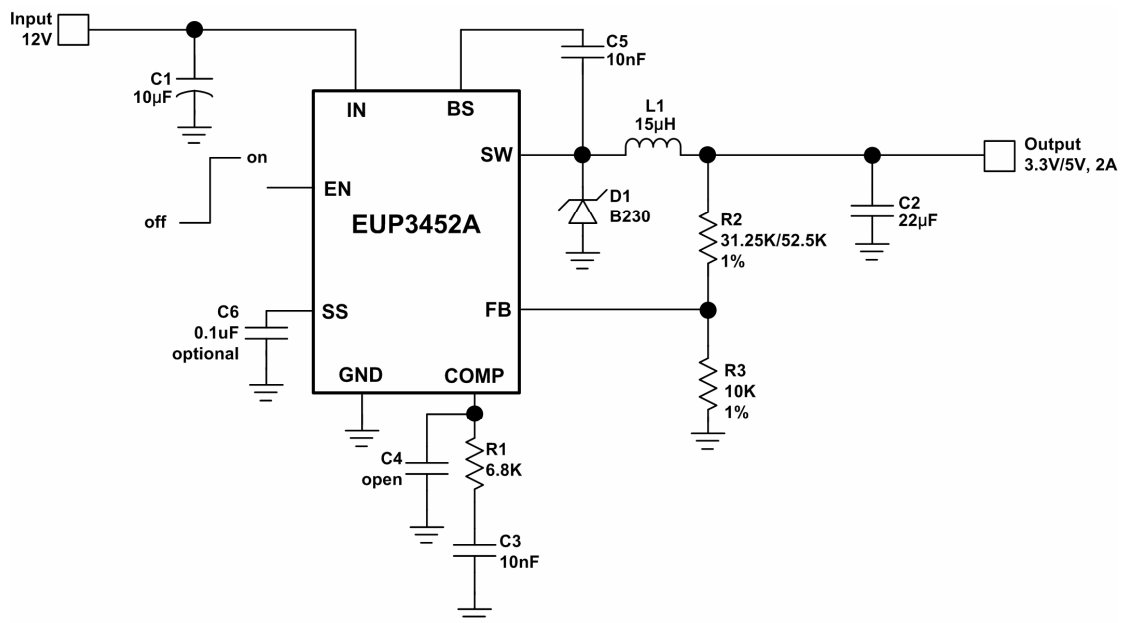 Input
12V
C1
10µF
C5
10nF
IN
BS
L1
15µH
SW
Output
3.3V/5V, 2A
on
off
EN
EUP3452A
D1
B230
C2
22µF
R2
31.25K/52.5K
1%
C6
0.1uF
optional
SS
FB
GND
COMP
R3
10K
1%
C4
open
R1
6.8K
C3
10nF